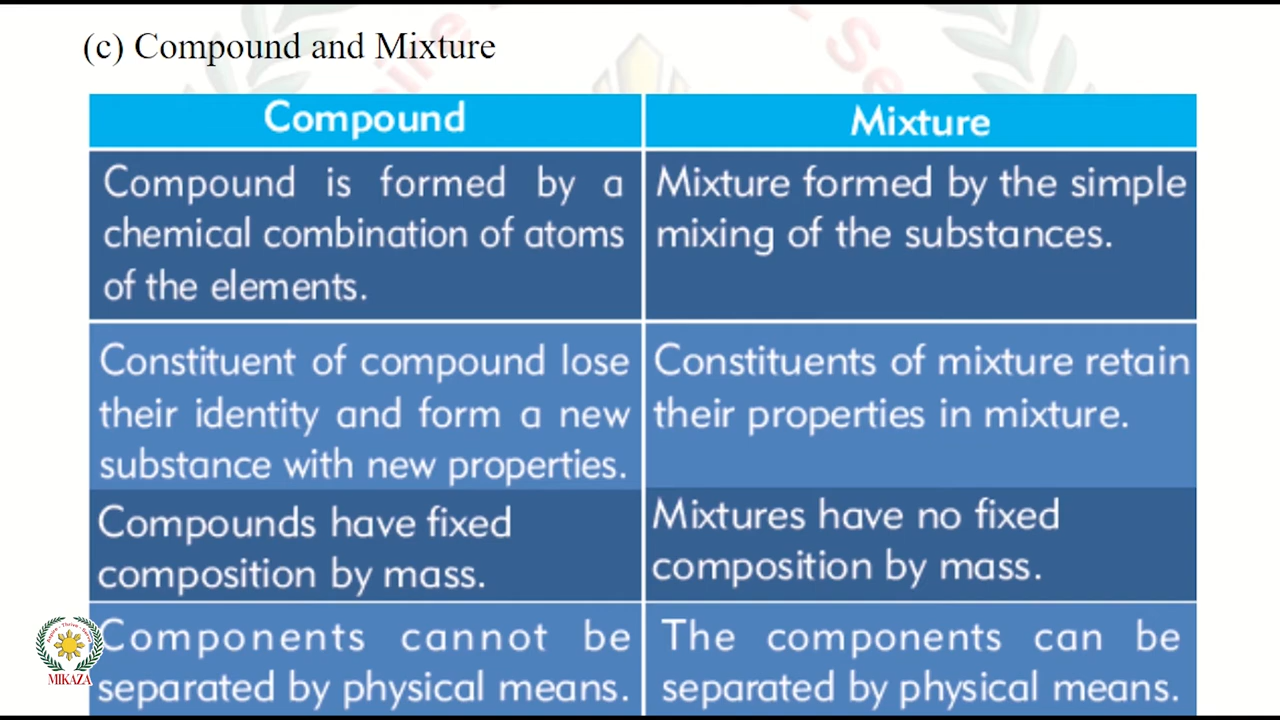 (c) Compound and Mixture
Compound
Mixture
Compound is formed by a
chemical combination of atoms
of the elements.
Mixture formed by the simple
mixing of the substances.
Constituent of compound lose
their identity and form a new
substance with new properties.
Constituents of mixture retain
their properties in mixture.
Compounds have fixed
composition by mass.
Mixtures have no fixed
composition by mass.
Components cannot be
separated by physical means.
The components can be
separated by physical means.
MIKAZA